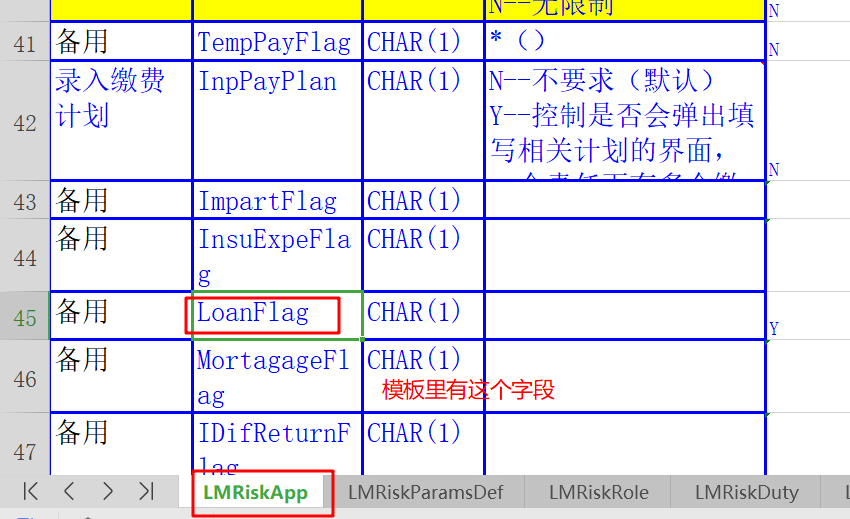 N--无限制
N
41 备用 TempPayFlag CHAR(1) *（）
N
42 录入缴费计划 InpPayPlan CHAR(1) N--不要求（默认）
Y--控制是否会弹出填
写相关计划的界面，
N
43 备用 ImpartFlag CHAR(1)
44 备用 InsuExpeFla
g CHAR(1)
45 备用 LoanFlag CHAR(1)
Y
46 备用 MortagageFl
ag CHAR(1)
模板里有这个字段
47 备用 IDifReturnF
lag CHAR(1)
LMRiskApp LMRiskParamsDef LMRiskRole LMRiskDuty